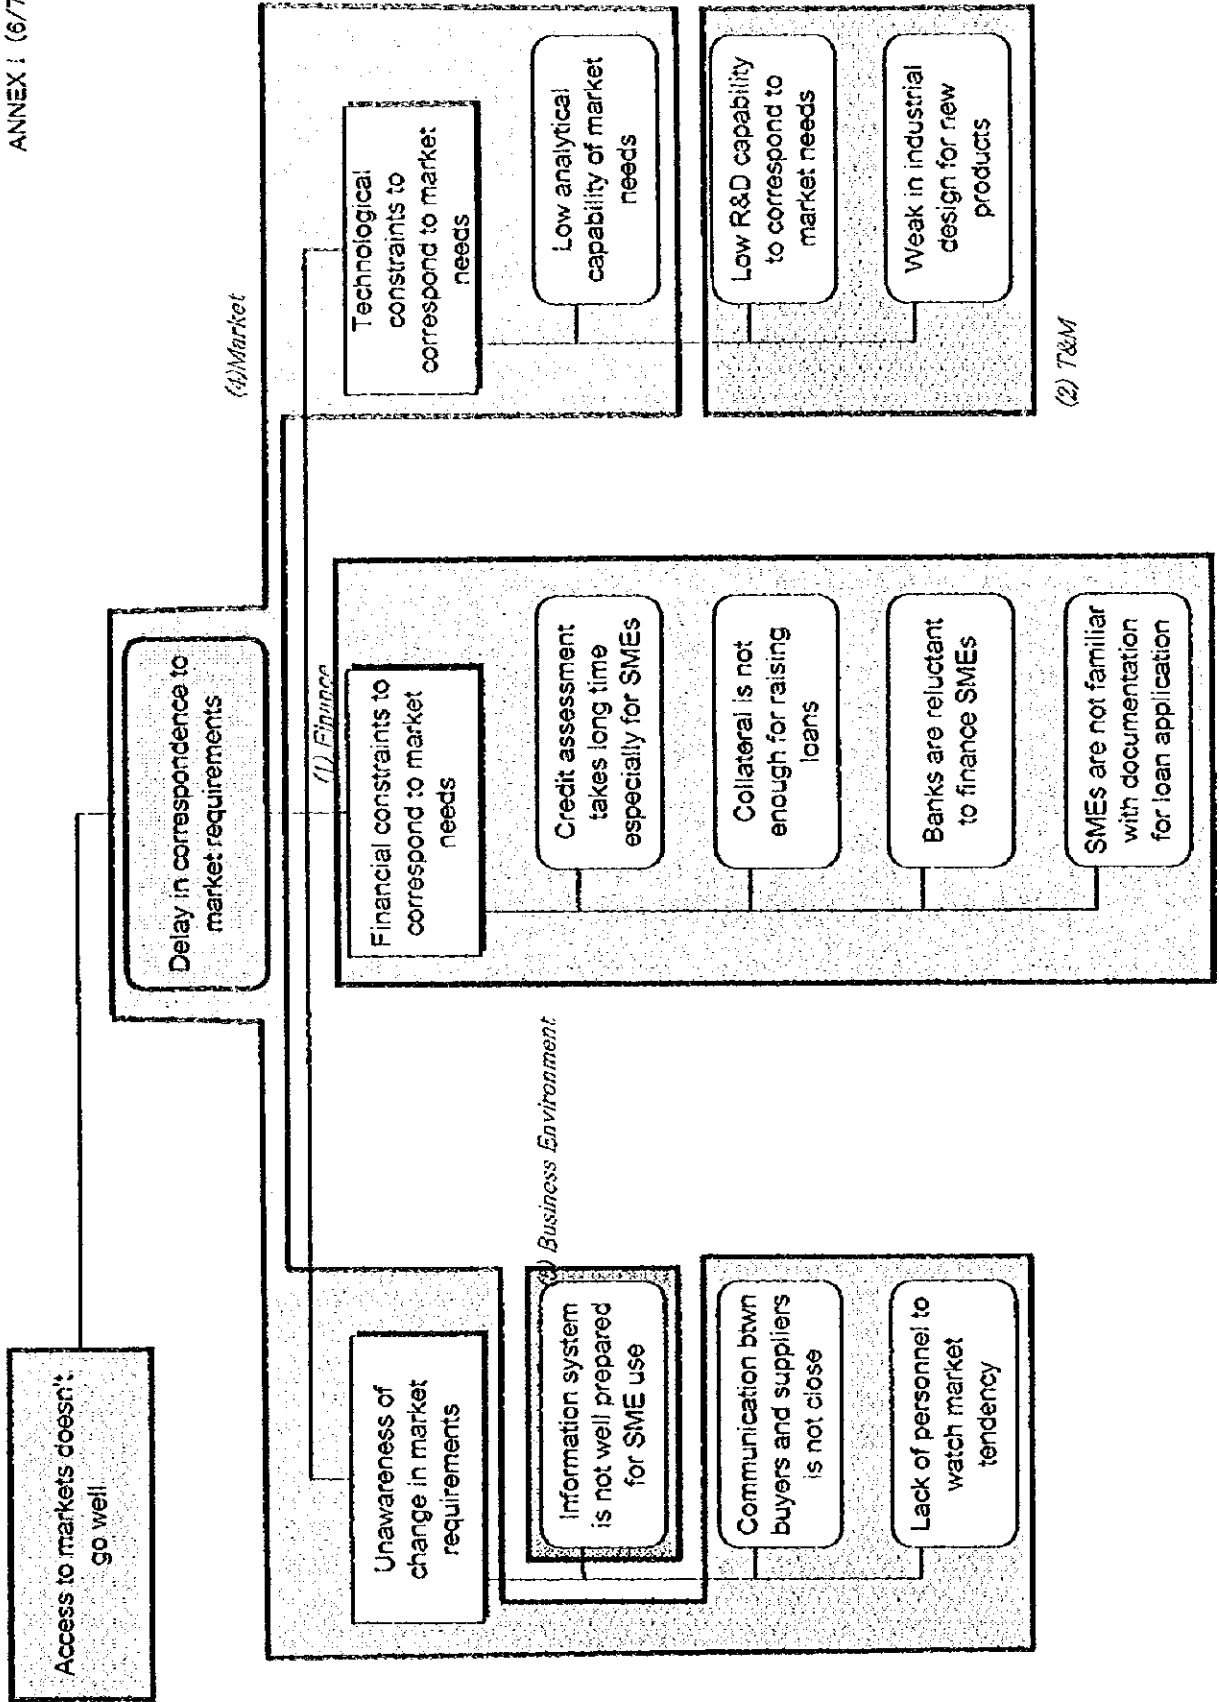 ANNEX 1 (6/7
Access to markets doesn't
go well
Delay in correspondence to
market requirements
(4)Market
(1) Finance
Unawareness of
change in market
requirements
Financial constraints to
correspond to market
needs
Technological
constraints to
correspond to market
needs
Business Environment
Information system
is not well prepared
for SME use
Communication btwn
buyers and suppliers
is not close
Lack of personnel to
watch market
tendency
Credit assessment
takes long time
especially for SMEs
Collateral is not
enough for raising
loans
Banks are reluctant
to finance SMEs
SMEs are not familiar
with documentation
for loan application
Low analytical
capability of market
needs
Low R&D capability
to correspond to
market needs
Weak in industrial
design for new
products
(2) T&M